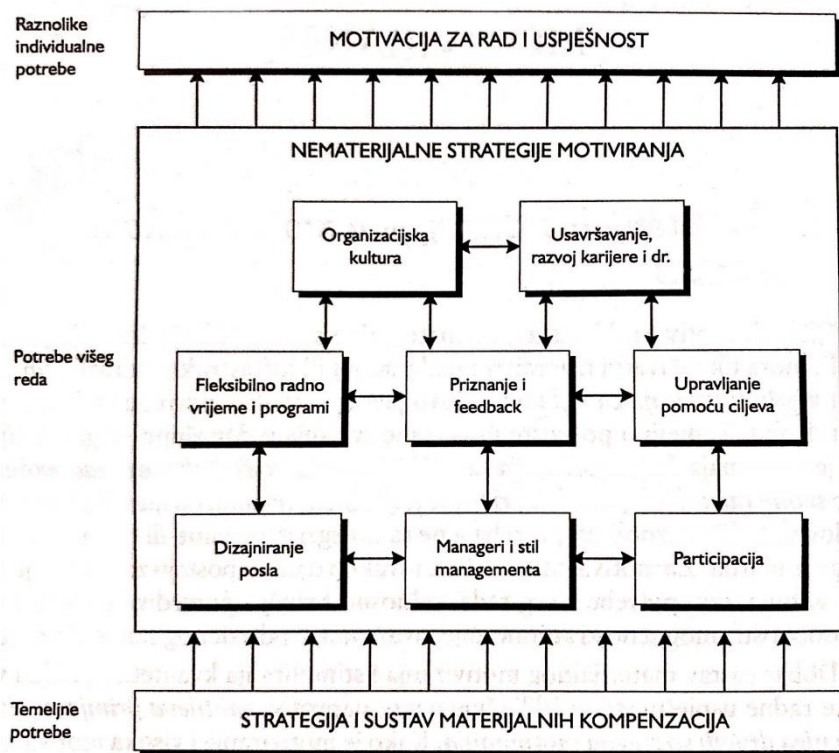 Raznolike
individualne
potrebe
MOTIVACIJA ZA RAD I USPJEŠNOST
NEMATERIJALNE STRATEGIJE MOTIVIRANJA
Organizacijska
kultura
Usavršavanje,
razvoj karijere i dr.
Potrebe višeg
reda
Fleksibilno radno
vrijeme i programi
Priznanje i
feedback
Upravljanje
pomoću ciljeva
Dizajniranje
posla
Manageri i stil
managementa
Participacija
Temeljne
potrebe
STRATEGIJA I SUSTAV MATERIJALNIH KOMPENZACIJA